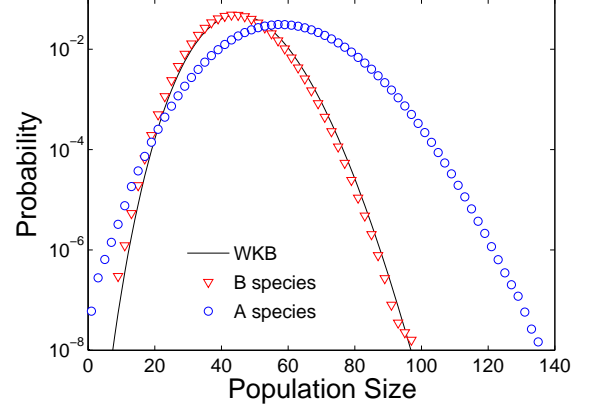 Probability
10⁻²
10⁻⁴
10⁻⁶
10⁻⁸
WKB
B species
A species
0 20 40 60 80 100 120 140
Population Size